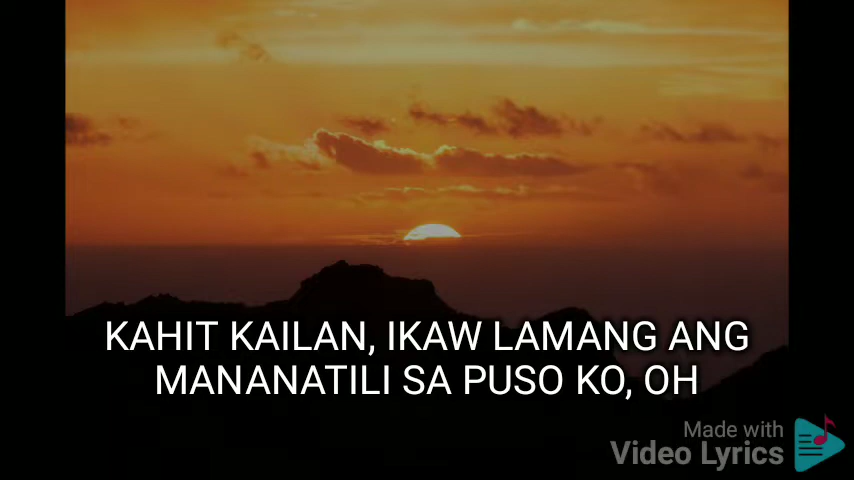 KAHIT KAILAN, IKAW LAMANG ANG
MANANATILI SA PUSO KO, OH
Made with
Video Lyrics